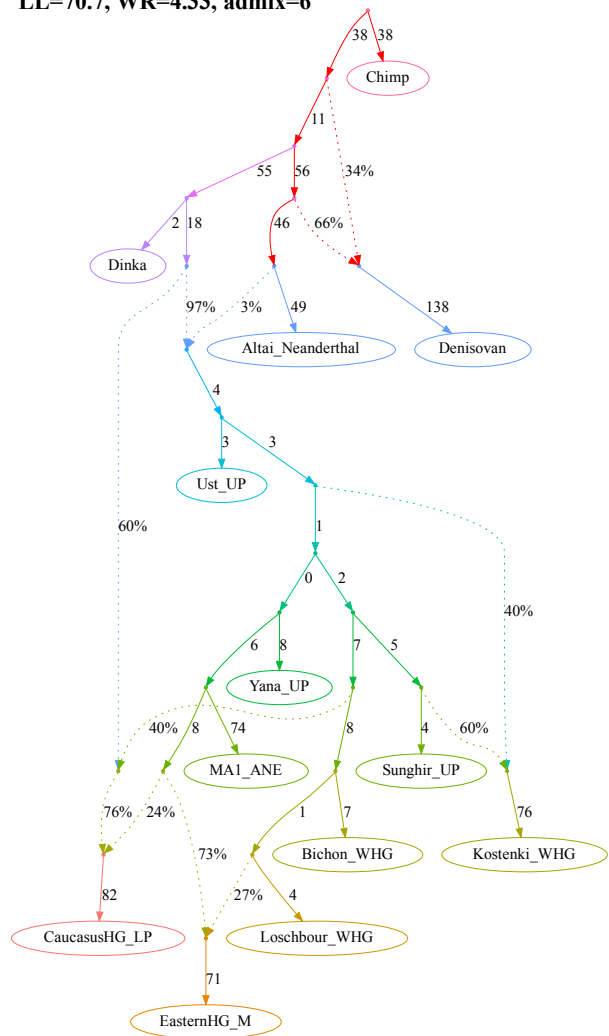 LL=70.7, WR=4.55, admix=6
38 38
Chimp
11
55 56 34%
2 18 46 66%
Dinka
97% 3% 49 138
Altai_Neanderthal Denisovan
4
3 3
Ust_UP
60% 1
0 2 40%
6 8 7 5
Yana_UP
40% 8 74 8 4 60%
MA1_ANE Sunghir_UP
76% 24% 1 7 76
73% Bichon_WHG Kostenki_WHG
27%
82 4
CaucasusHG_LP Loschbour_WHG
71
EasternHG_M